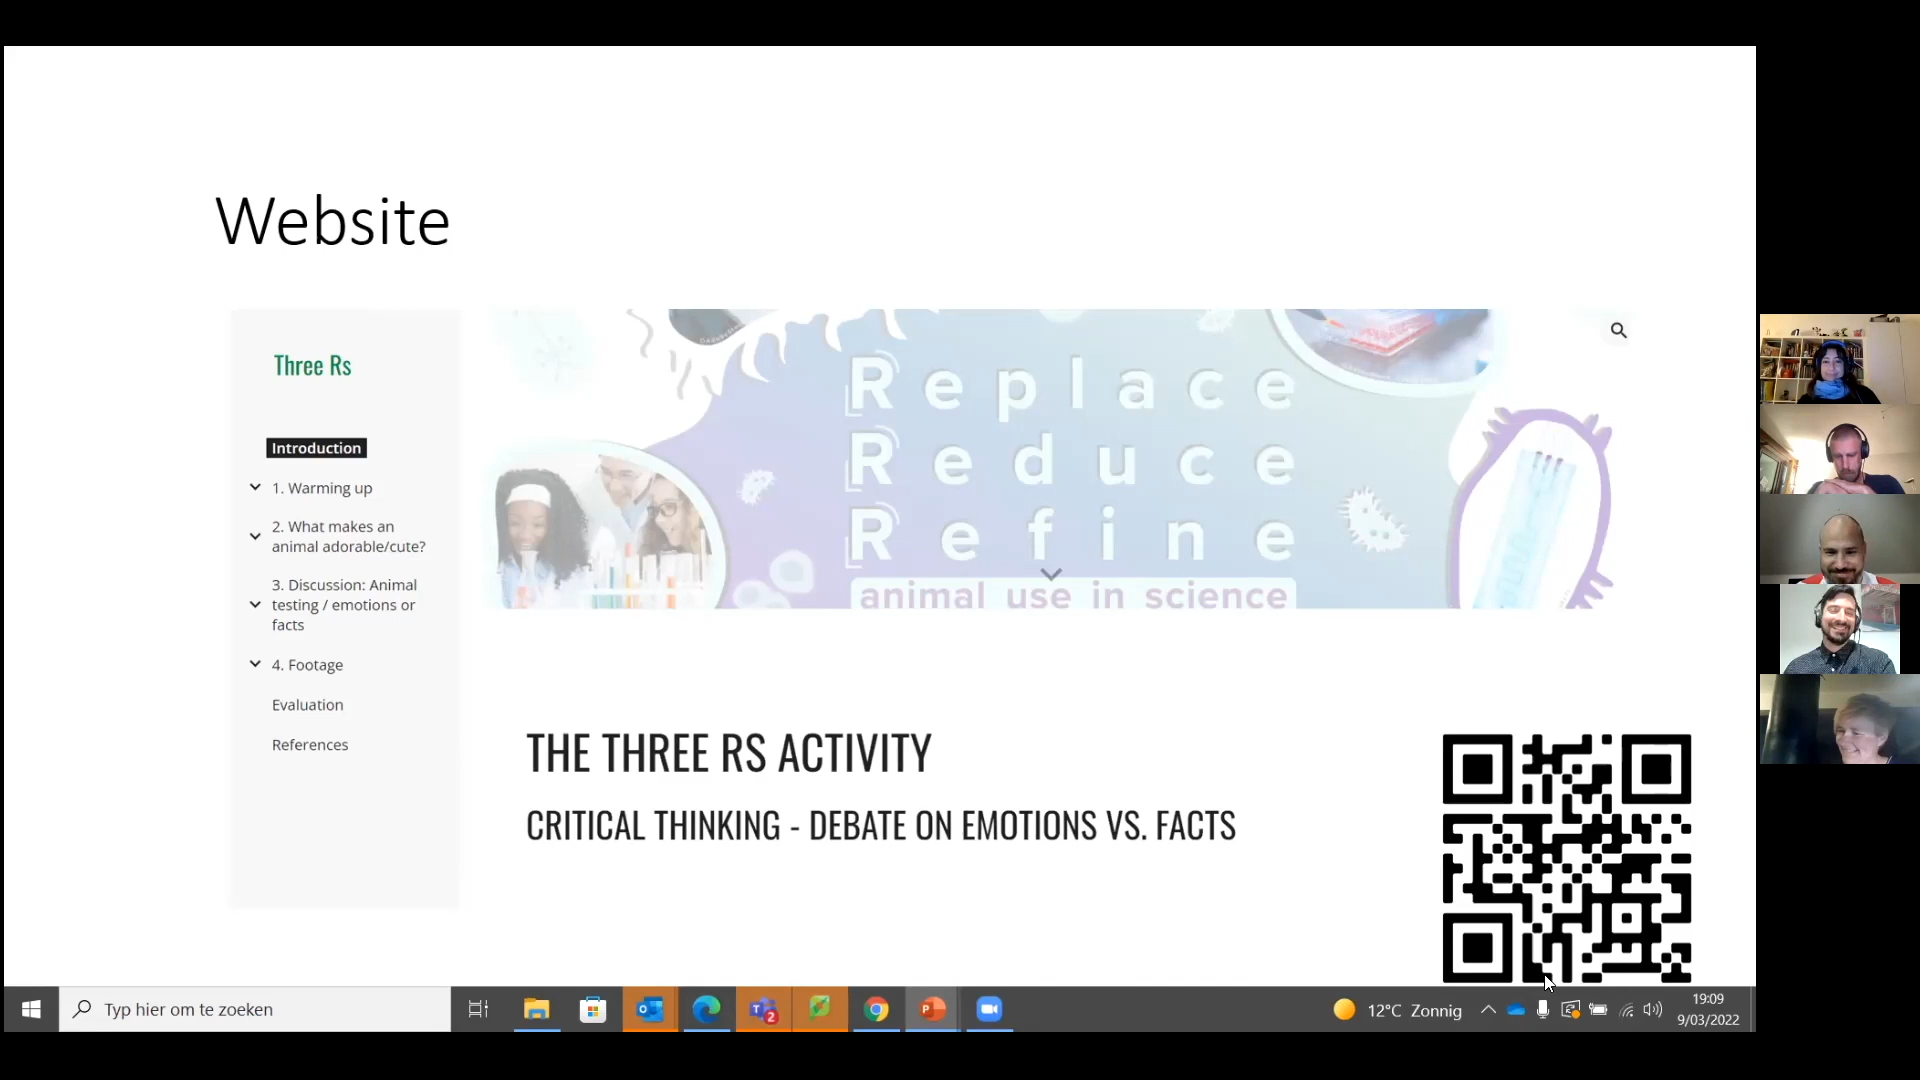 Website
Three Rs
Introduction
1. Warming up
2. What makes an
animal adorable/cute?
3. Discussion: Animal
testing / emotions or
facts
4. Footage
Evaluation
References
Replace
Reduce
Refine
animal use in science
THE THREE RS ACTIVITY
CRITICAL THINKING - DEBATE ON EMOTIONS VS. FACTS
Typ hier om te zoeken
2
12°C Zonnig
19:09
9/03/2022